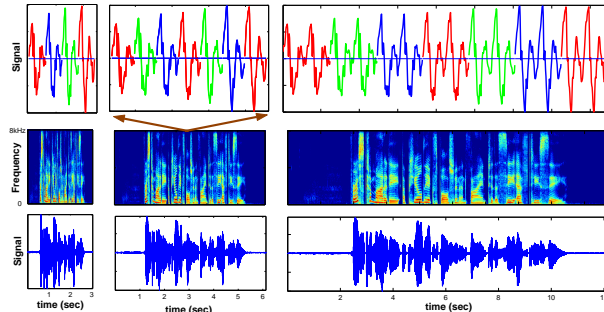 Signal
8kHz
Frequency
0
Signal
1 2 3
time (sec)
1 2 3 4 5 6
time (sec)
2 4 6 8 10 12
time (sec)